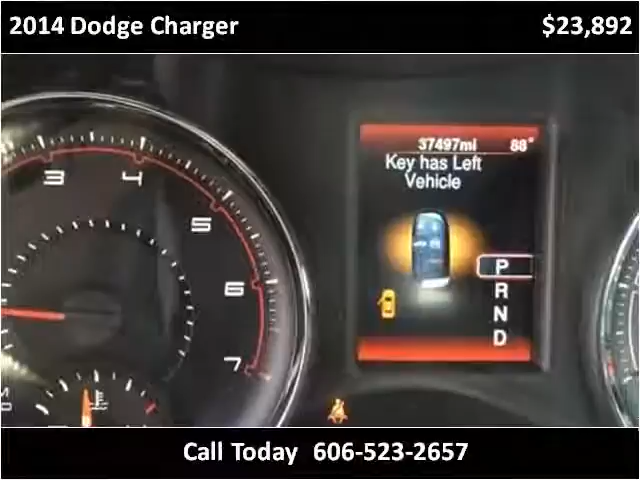 2014 Dodge Charger $23,892
37497mi 88°
Key has Left
Vehicle
3
4
5
6
7
P
R
N
D
E
Call Today 606-523-2657